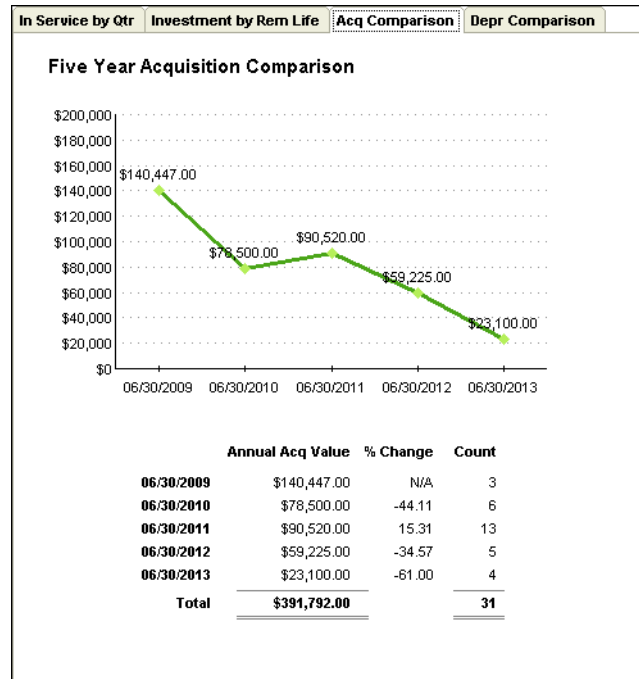 In Service by Qtr Investment by Rem Life Acq Comparison Depr Comparison
Five Year Acquisition Comparison
$200,000
$180,000
$160,000
$140,000
$120,000
$100,000
$80,000
$60,000
$40,000
$20,000
$0
$140,447.00
$78,500.00
$90,520.00
$59,225.00
$23,100.00
06/30/2009 06/30/2010 06/30/2011 06/30/2012 06/30/2013
Annual Acq Value % Change Count
06/30/2009 $140,447.00 N/A 3
06/30/2010 $78,500.00 -44.11 6
06/30/2011 $90,520.00 15.31 13
06/30/2012 $59,225.00 -34.57 5
06/30/2013 $23,100.00 -61.00 4
Total $391,792.00 31